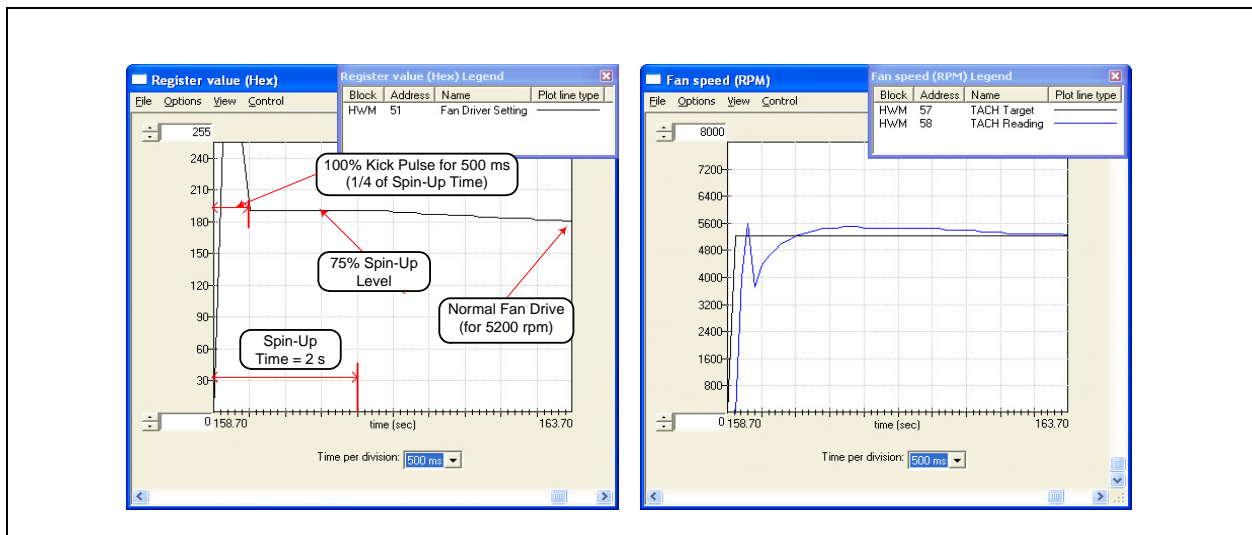 Register value (Hex)
File Options View Control
Register value (Hex) Legend
Block Address Name Plot line type
HWM 51 Fan Driver Setting
255
240
210
180
150
120
90
60
30
0
158.70
time (sec)
163.70
100% Kick Pulse for 500 ms
(1/4 of Spin-Up Time)
75% Spin-Up
Level
Normal Fan Drive
(for 5200 rpm)
Spin-Up
Time = 2 s
Time per division: 500 ms
Fan speed (RPM)
File Options View Control
Fan speed (RPM) Legend
Block Address Name Plot line type
HWM 57 TACH Target
HWM 58 TACH Reading
8000
7200
6400
5600
4800
4000
3200
2400
1600
800
0
158.70
time (sec)
163.70
Time per division: 500 ms